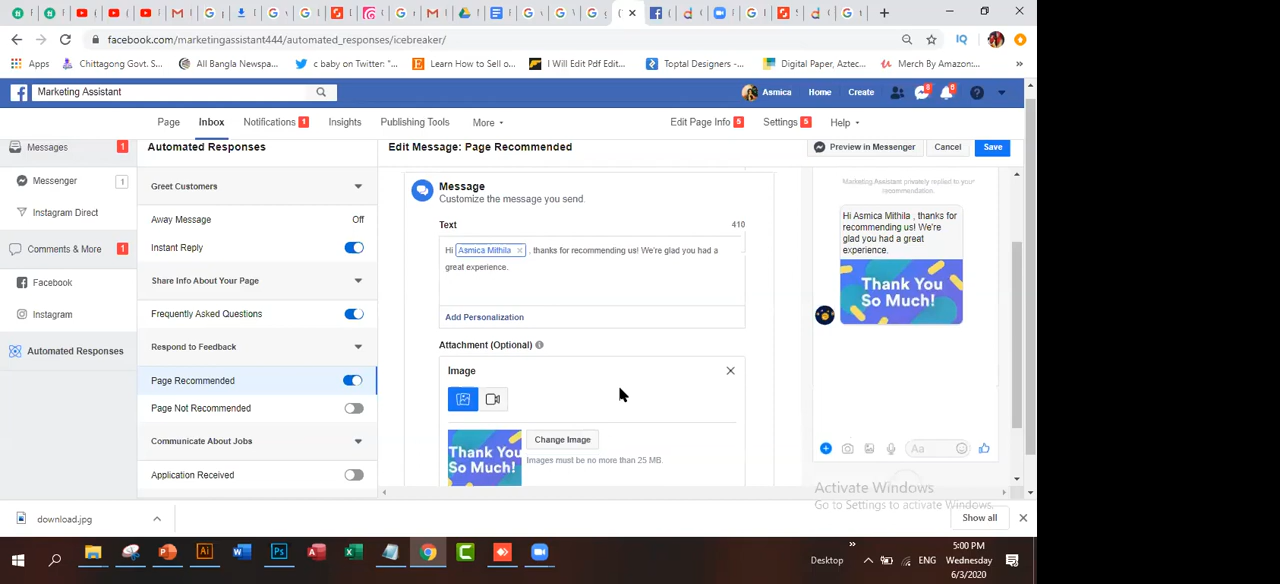 facebook.com/marketingassistant444/automated_responses/icebreaker/
Apps Chittagong Govt. S... All Bangla Newspa... c baby on Twitter: "... Learn How to Sell o... I Will Edit Pdf Edit... Toptal Designers -... Digital Paper, Aztec... Merch By Amazon:...
Marketing Assistant
Asmica Home Create 8 8
Page Inbox Notifications 1 Insights Publishing Tools More Edit Page Info 5 Settings 5 Help
Messages 1
Messenger 1
Instagram Direct
Comments & More 1
Facebook
Instagram
Automated Responses
Automated Responses
Greet Customers
Away Message Off
Instant Reply
Share Info About Your Page
Frequently Asked Questions
Respond to Feedback
Page Recommended
Page Not Recommended
Communicate About Jobs
Application Received
Edit Message: Page Recommended
Preview in Messenger Cancel Save
Message
Customize the message you send.
Text 410
Hi Asmica Mithila × , thanks for recommending us! We're glad you had a
great experience.
Add Personalization
Attachment (Optional)
Image
Thank You
So Much!
Change Image
Images must be no more than 25 MB.
Marketing Assistant privately replied to your
recommendation.
Hi Asmica Mithila , thanks for
recommending us! We're
glad you had a great
experience.
Thank You
So Much!
Aa
Activate Windows
Go to Settings to activate Windows.
download.jpg Show all
Desktop » ENG
5:00 PM
Wednesday
6/3/2020